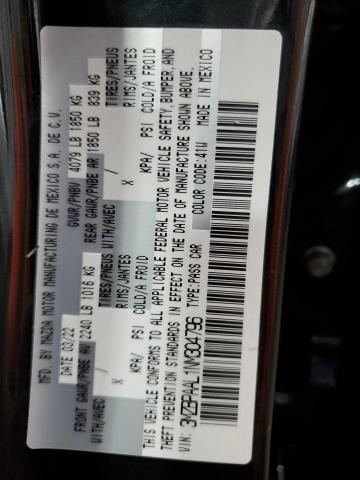 MFD. BY MAZDA MOTOR MANUFACTURING DE MEXICO S.A. DE C.V.
DATE 03/22 GVWR/PNBV 4079 LB 1850 KG
FRONT GAWR/PNBE AV 2240 LB 1016 KG REAR GAWR/PNBE AR 1850 LB 839 KG
WITH/AVEC TIRES/PNEUS WITH/AVEC TIRES/PNEUS
X RIMS/JANTES X RIMS/JANTES
KPA/ PSI COLD/A FROID KPA/ PSI COLD/A FROID
THIS VEHICLE CONFORMS TO ALL APPLICABLE FEDERAL MOTOR VEHICLE SAFETY, BUMPER, AND
THEFT PREVENTION STANDARDS IN EFFECT ON THE DATE OF MANUFACTURE SHOWN ABOVE.
VIN: 3MZBPAAL1NM304796 TYPE:PASS CAR COLOR CODE:41W MADE IN MEXICO